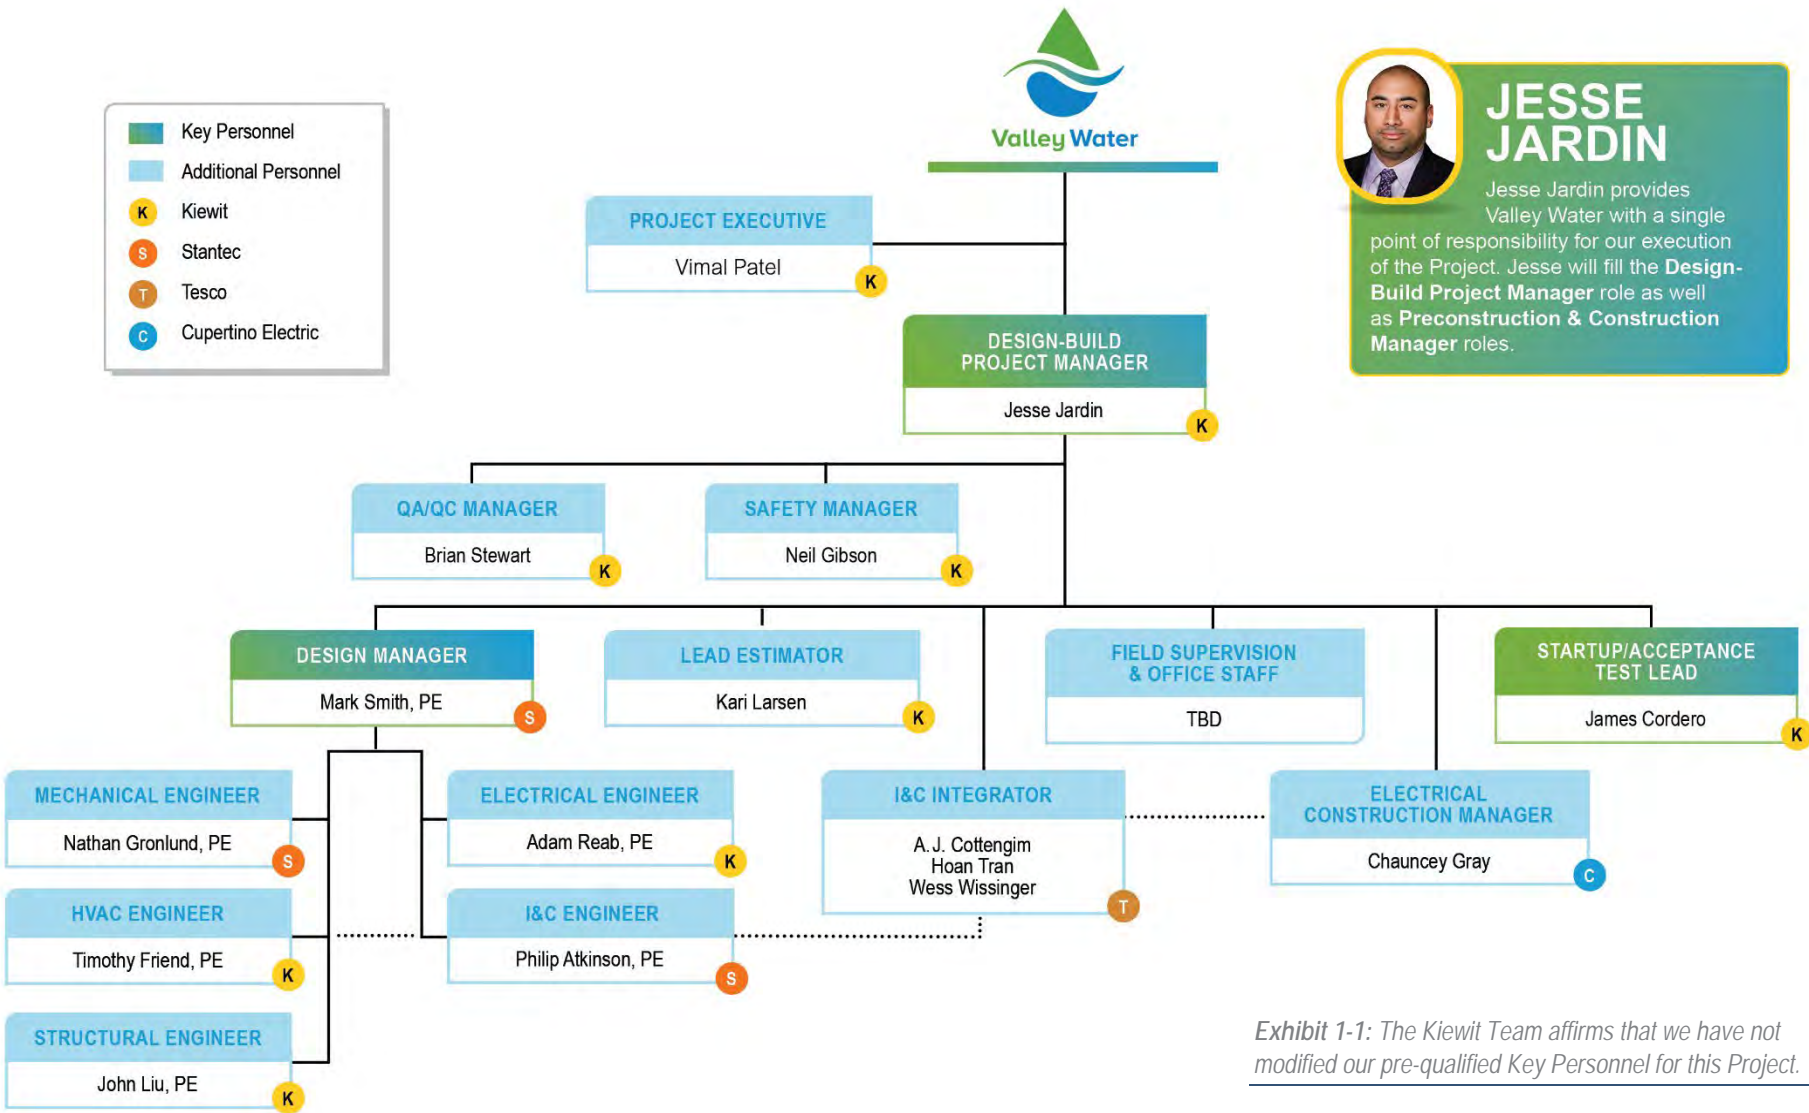 Valley Water
Key Personnel
Additional Personnel
K Kiewit
S Stantec
T Tesco
C Cupertino Electric
JESSE
JARDIN
Jesse Jardin provides
Valley Water with a single
point of responsibility for our execution
of the Project. Jesse will fill the Design-
Build Project Manager role as well
as Preconstruction & Construction
Manager roles.
PROJECT EXECUTIVE
Vimal Patel
K
DESIGN-BUILD
PROJECT MANAGER
Jesse Jardin
K
QA/QC MANAGER
Brian Stewart
K
SAFETY MANAGER
Neil Gibson
K
DESIGN MANAGER
Mark Smith, PE
S
LEAD ESTIMATOR
Kari Larsen
K
FIELD SUPERVISION
& OFFICE STAFF
TBD
STARTUP/ACCEPTANCE
TEST LEAD
James Cordero
K
MECHANICAL ENGINEER
Nathan Gronlund, PE
S
ELECTRICAL ENGINEER
Adam Reab, PE
K
I&C INTEGRATOR
A.J. Cottengim
Hoan Tran
Wess Wissinger
T
ELECTRICAL
CONSTRUCTION MANAGER
Chauncey Gray
C
HVAC ENGINEER
Timothy Friend, PE
K
I&C ENGINEER
Philip Atkinson, PE
S
STRUCTURAL ENGINEER
John Liu, PE
K
Exhibit 1-1: The Kiewit Team affirms that we have not
modified our pre-qualified Key Personnel for this Project.